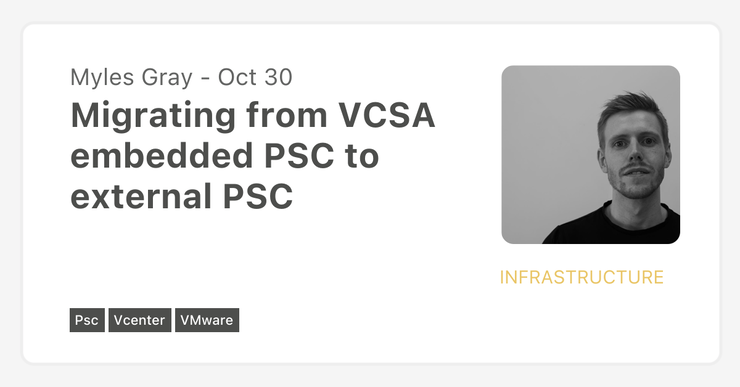 Myles Gray - Oct 30
Migrating from VCSA
embedded PSC to
external PSC
INFRASTRUCTURE
Psc Vcenter VMware